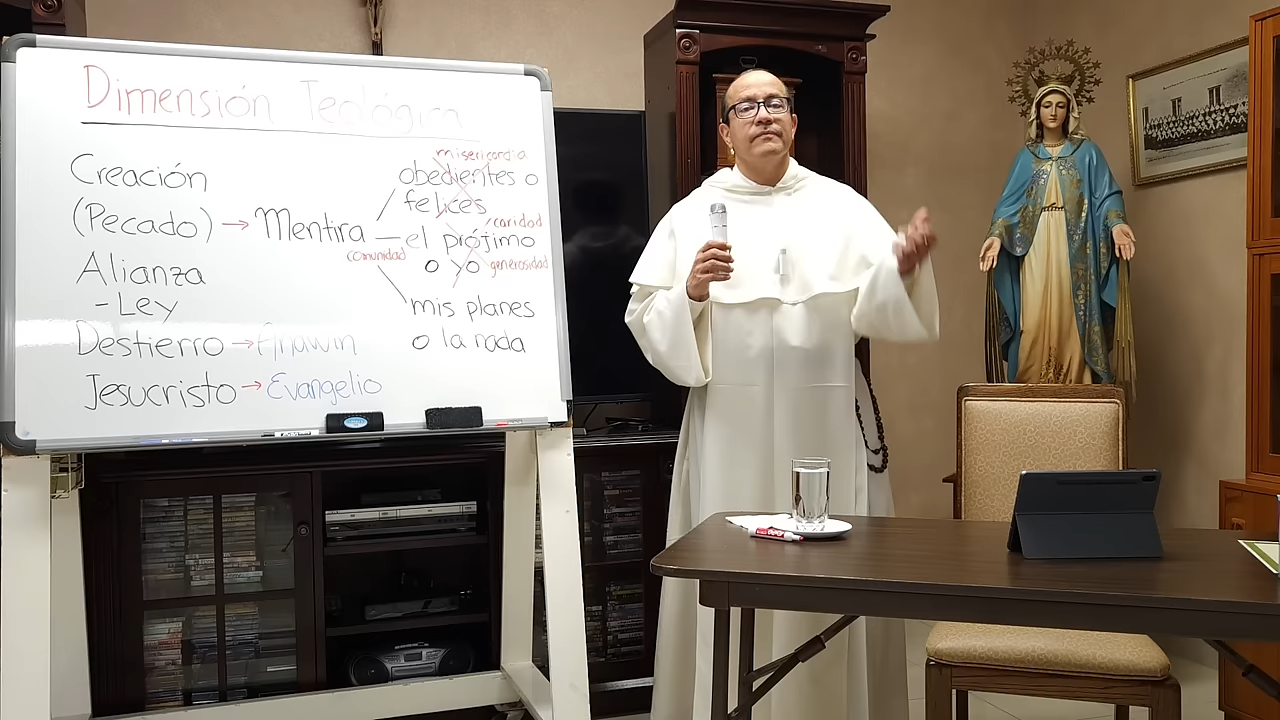 Dimensión Teológica
Creación
(Pecado) → Mentira
Alianza
- Ley
Destierro → Anawin
Jesucristo → Evangelio
misericordia
obedientes o
felices
caridad
el prójimo
comunidad
o yo generosidad
mis planes
o la nada